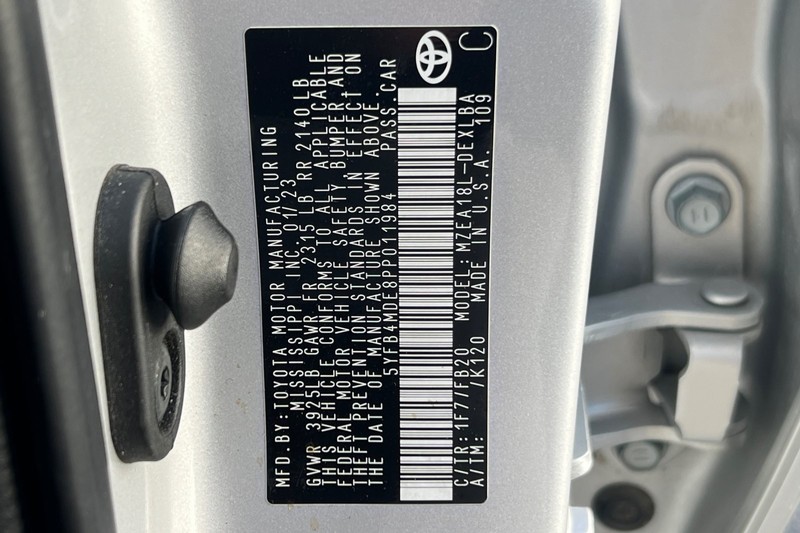 MFD.BY:TOYOTA MOTOR MANUFACTURING
MISSISSIPPI INC. 01/23
GVWR 3925LB GAWR FR 2315 LB RR 2140LB
THIS VEHICLE CONFORMS TO ALL APPLICABLE
FEDERAL MOTOR VEHICLE SAFETY, BUMPER AND
THEFT PREVENTION STANDARDS IN EFFECT ON
THE DATE OF MANUFACTURE SHOWN ABOVE.
5YFB4MDE8PP011984 PASS.CAR
C/TR: 1F7/FB20 MODEL: MZEA18L-DEXLBA
A/TM: /K120 MADE IN U.S.A. 109
C